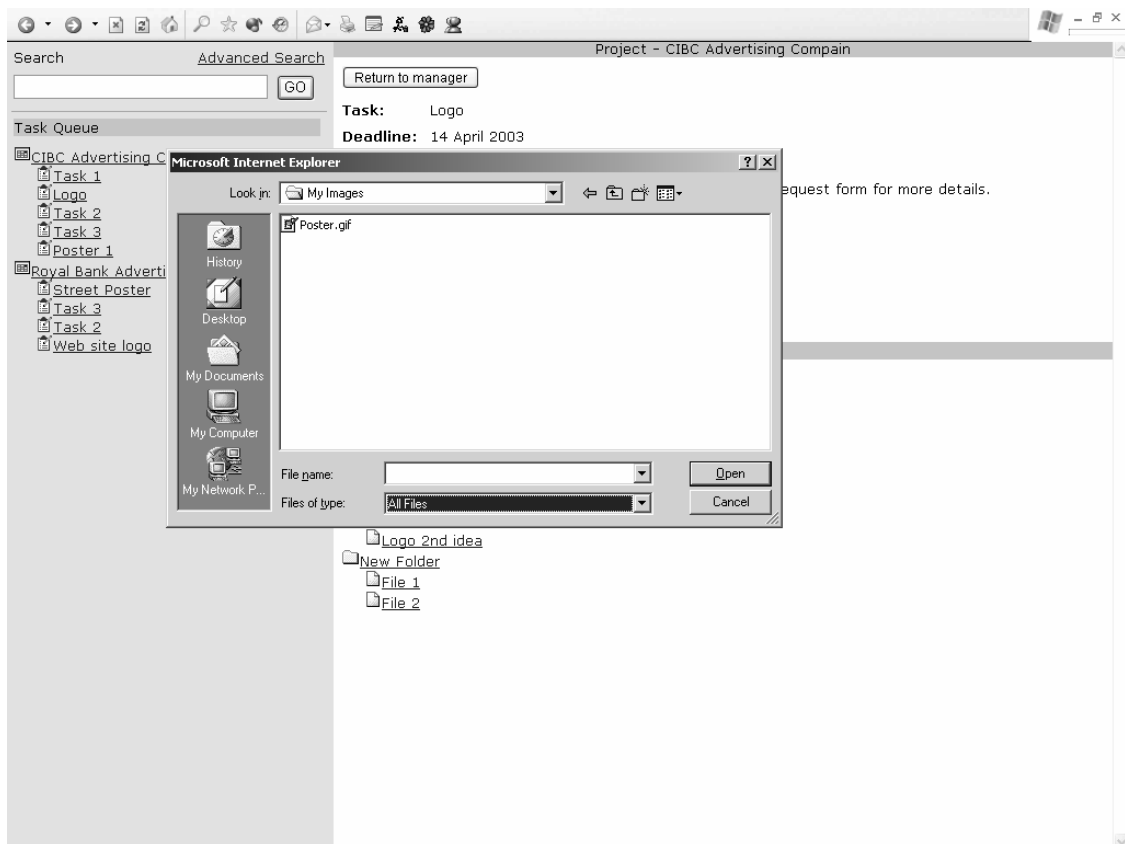 Project - CIBC Advertising Compain
Search Advanced Search
GO
Task Queue
CIBC Advertising C
Task 1
Logo
Task 2
Task 3
Poster 1
Royal Bank Adverti
Street Poster
Task 3
Task 2
Web site logo
Return to manager
Task: Logo
Deadline: 14 April 2003
equest form for more details.
Microsoft Internet Explorer
Look in: My Images
Poster.gif
History
Desktop
My Documents
My Computer
My Network P...
File name:
Open
Files of type: All Files
Cancel
Logo 2nd idea
New Folder
File 1
File 2